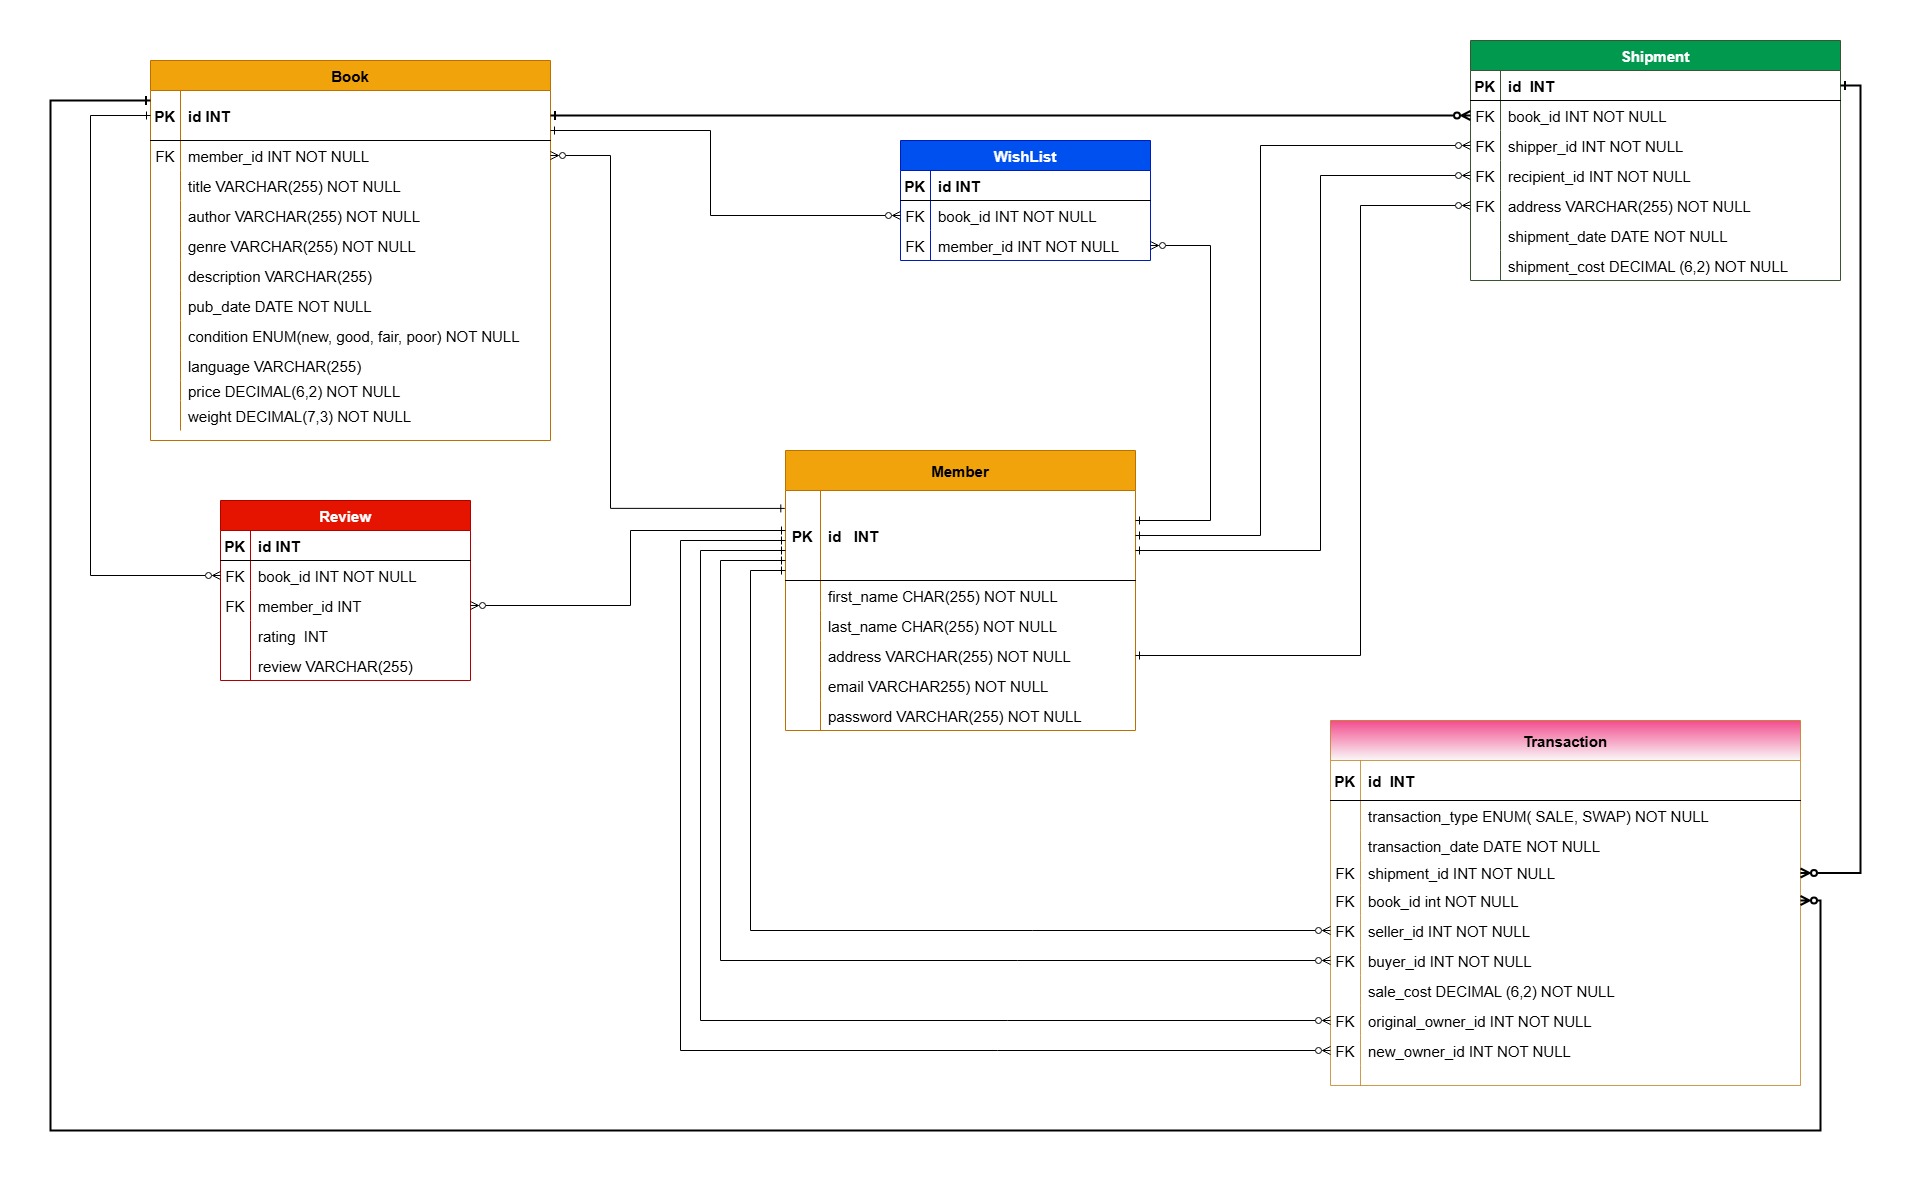 Book
PK id INT
FK member_id INT NOT NULL
title VARCHAR(255) NOT NULL
author VARCHAR(255) NOT NULL
genre VARCHAR(255) NOT NULL
description VARCHAR(255)
pub_date DATE NOT NULL
condition ENUM(new, good, fair, poor) NOT NULL
language VARCHAR(255)
price DECIMAL(6,2) NOT NULL
weight DECIMAL(7,3) NOT NULL
WishList
PK id INT
FK book_id INT NOT NULL
FK member_id INT NOT NULL
Shipment
PK id INT
FK book_id INT NOT NULL
FK shipper_id INT NOT NULL
FK recipient_id INT NOT NULL
FK address VARCHAR(255) NOT NULL
shipment_date DATE NOT NULL
shipment_cost DECIMAL (6,2) NOT NULL
Review
PK id INT
FK book_id INT NOT NULL
FK member_id INT
rating INT
review VARCHAR(255)
Member
PK id INT
first_name CHAR(255) NOT NULL
last_name CHAR(255) NOT NULL
address VARCHAR(255) NOT NULL
email VARCHAR255) NOT NULL
password VARCHAR(255) NOT NULL
Transaction
PK id INT
transaction_type ENUM( SALE, SWAP) NOT NULL
transaction_date DATE NOT NULL
FK shipment_id INT NOT NULL
FK book_id int NOT NULL
FK seller_id INT NOT NULL
FK buyer_id INT NOT NULL
sale_cost DECIMAL (6,2) NOT NULL
FK original_owner_id INT NOT NULL
FK new_owner_id INT NOT NULL